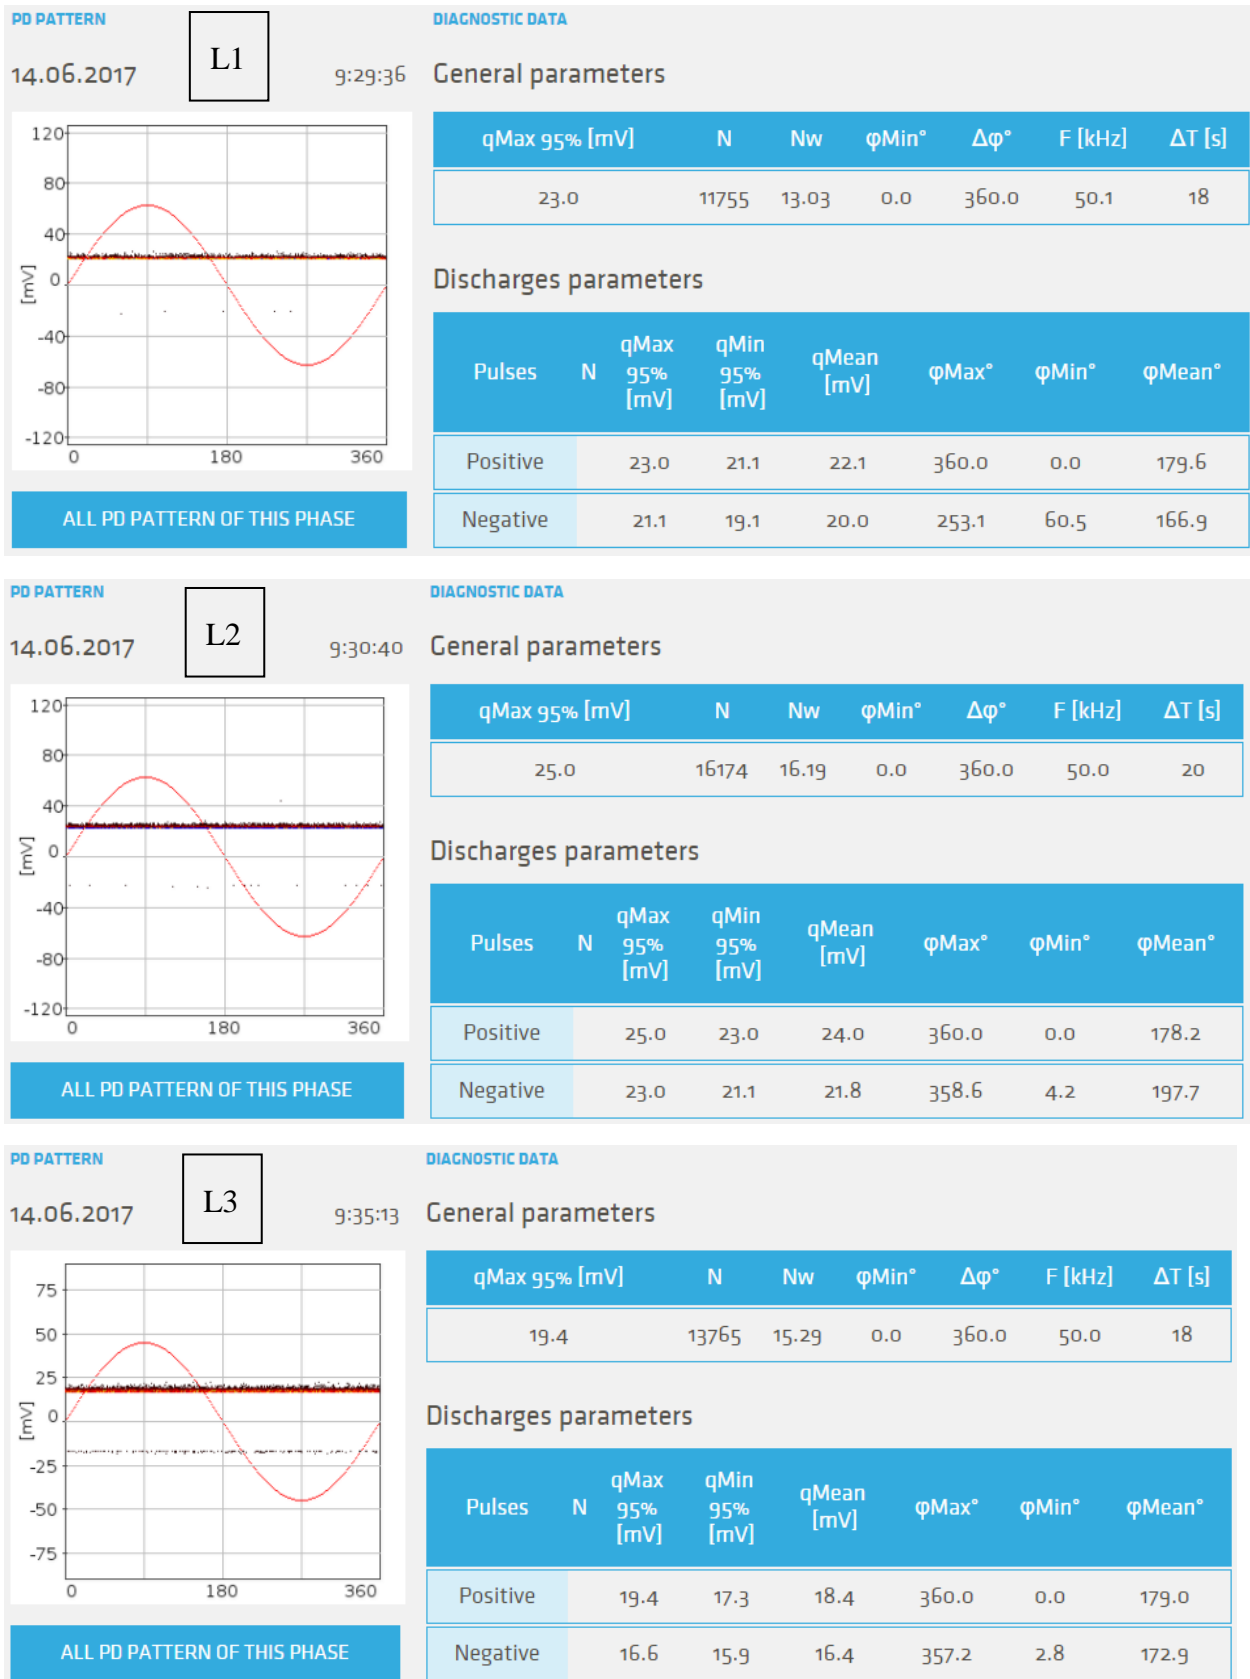 PD PATTERN
DIAGNOSTIC DATA
14.06.2017 L1 9:29:36
General parameters
qMax 95% [mV] N Nw φMin° Δφ° F [kHz] ΔT [s]
23.0 11755 13.03 0.0 360.0 50.1 18
Discharges parameters
Pulses N qMax 95% [mV] qMin 95% [mV] qMean [mV] φMax° φMin° φMean°
Positive 23.0 21.1 22.1 360.0 0.0 179.6
Negative 21.1 19.1 20.0 253.1 60.5 166.9
120
80
40
0
-40
-80
-120
[mV]
0 180 360
ALL PD PATTERN OF THIS PHASE
PD PATTERN
DIAGNOSTIC DATA
14.06.2017 L2 9:30:40
General parameters
qMax 95% [mV] N Nw φMin° Δφ° F [kHz] ΔT [s]
25.0 16174 16.19 0.0 360.0 50.0 20
Discharges parameters
Pulses N qMax 95% [mV] qMin 95% [mV] qMean [mV] φMax° φMin° φMean°
Positive 25.0 23.0 24.0 360.0 0.0 178.2
Negative 23.0 21.1 21.8 358.6 4.2 197.7
120
80
40
0
-40
-80
-120
[mV]
0 180 360
ALL PD PATTERN OF THIS PHASE
PD PATTERN
DIAGNOSTIC DATA
14.06.2017 L3 9:35:13
General parameters
qMax 95% [mV] N Nw φMin° Δφ° F [kHz] ΔT [s]
19.4 13765 15.29 0.0 360.0 50.0 18
Discharges parameters
Pulses N qMax 95% [mV] qMin 95% [mV] qMean [mV] φMax° φMin° φMean°
Positive 19.4 17.3 18.4 360.0 0.0 179.0
Negative 16.6 15.9 16.4 357.2 2.8 172.9
75
50
25
0
-25
-50
-75
[mV]
0 180 360
ALL PD PATTERN OF THIS PHASE